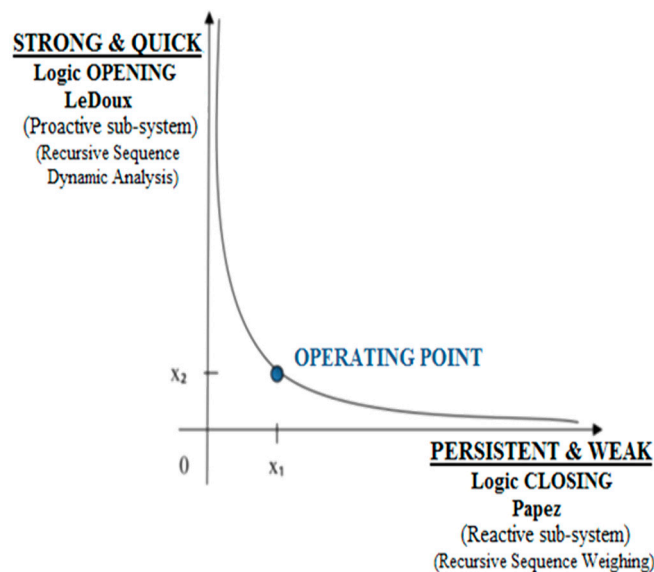 STRONG & QUICK
Logic OPENING
LeDoux
(Proactive sub-system)
(Recursive Sequence
Dynamic Analysis)
OPERATING POINT
x₂
0
x₁
PERSISTENT & WEAK
Logic CLOSING
Papez
(Reactive sub-system)
(Recursive Sequence Weighing)